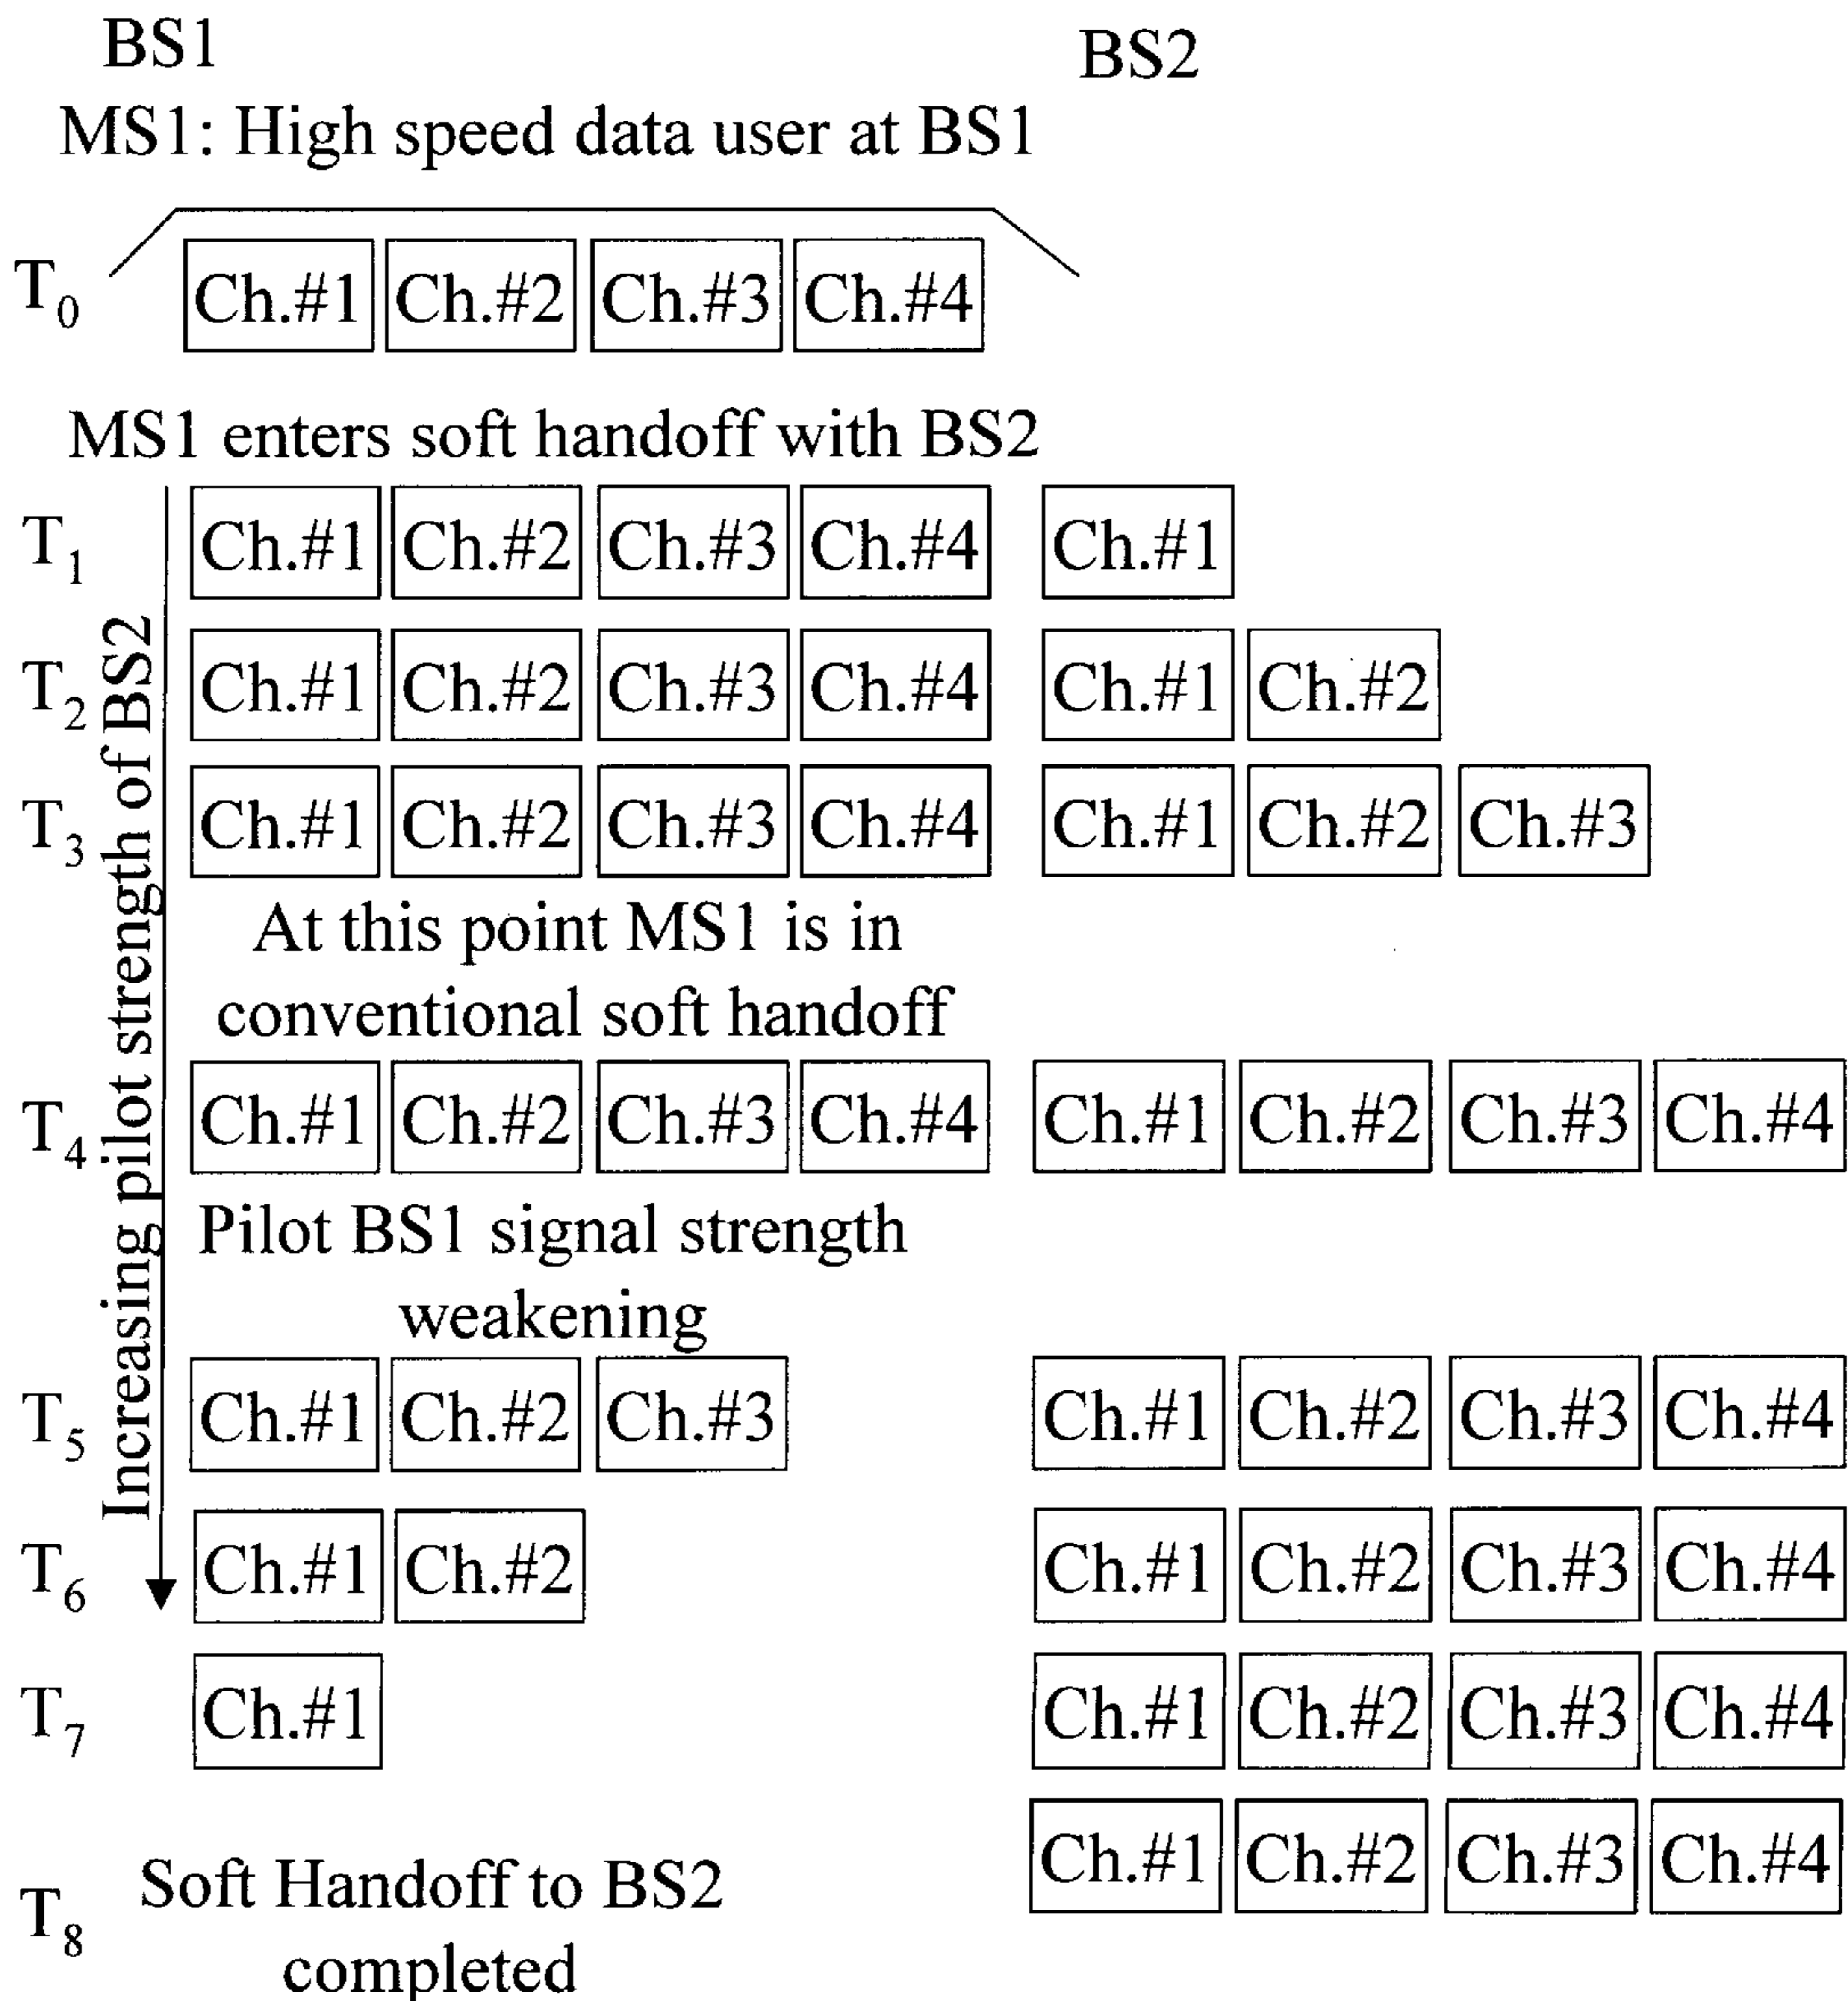 BS1 BS2
MS1: High speed data user at BS1
T0 Ch.#1 Ch.#2 Ch.#3 Ch.#4
MS1 enters soft handoff with BS2
Increasing pilot strength of BS2
T1 Ch.#1 Ch.#2 Ch.#3 Ch.#4 Ch.#1
T2 Ch.#1 Ch.#2 Ch.#3 Ch.#4 Ch.#1 Ch.#2
T3 Ch.#1 Ch.#2 Ch.#3 Ch.#4 Ch.#1 Ch.#2 Ch.#3
At this point MS1 is in
conventional soft handoff
T4 Ch.#1 Ch.#2 Ch.#3 Ch.#4 Ch.#1 Ch.#2 Ch.#3 Ch.#4
Pilot BS1 signal strength
weakening
T5 Ch.#1 Ch.#2 Ch.#3 Ch.#1 Ch.#2 Ch.#3 Ch.#4
T6 Ch.#1 Ch.#2 Ch.#1 Ch.#2 Ch.#3 Ch.#4
T7 Ch.#1 Ch.#1 Ch.#2 Ch.#3 Ch.#4
Ch.#1 Ch.#2 Ch.#3 Ch.#4
T8 Soft Handoff to BS2
completed